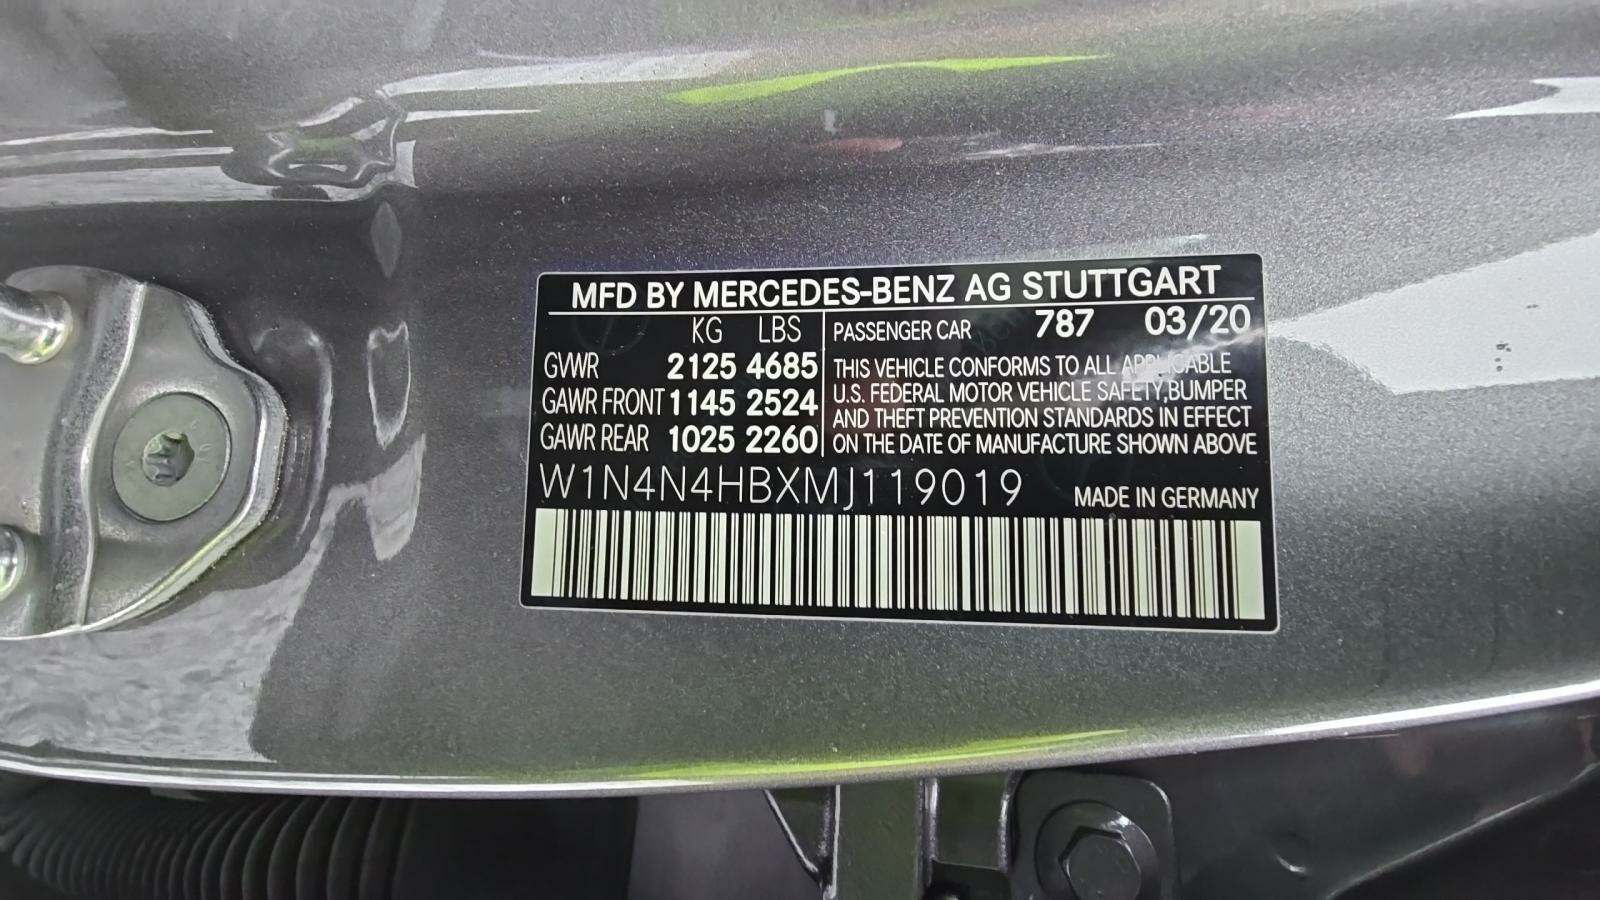 MFD BY MERCEDES-BENZ AG STUTTGART
KG LBS
GVWR 2125 4685
GAWR FRONT 1145 2524
GAWR REAR 1025 2260
PASSENGER CAR 787 03/20
THIS VEHICLE CONFORMS TO ALL APPLICABLE
U.S. FEDERAL MOTOR VEHICLE SAFETY,BUMPER
AND THEFT PREVENTION STANDARDS IN EFFECT
ON THE DATE OF MANUFACTURE SHOWN ABOVE
W1N4N4HBXMJ119019 MADE IN GERMANY